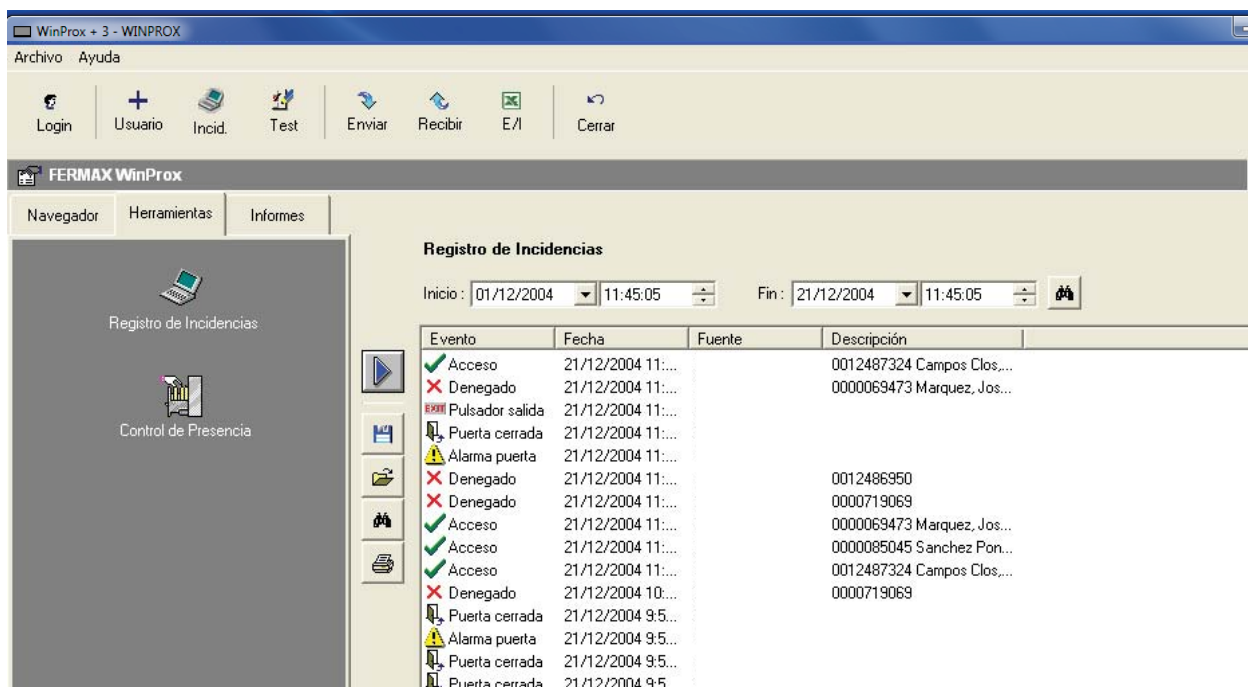 WinProx + 3 - WINPROX
Archivo Ayuda
Login Usuario Incid. Test Enviar Recibir E/I Cerrar
FERMAX WinProx
Navegador Herramientas Informes
Registro de Incidencias
Inicio : 01/12/2004 11:45:05 Fin : 21/12/2004 11:45:05
Registro de Incidencias
Control de Presencia
Evento Fecha Fuente Descripción
Acceso 21/12/2004 11:... 0012487324 Campos Clos,...
Denegado 21/12/2004 11:... 0000069473 Marquez, Jos...
EXIT Pulsador salida 21/12/2004 11:...
Puerta cerrada 21/12/2004 11:...
Alarma puerta 21/12/2004 11:...
Denegado 21/12/2004 11:... 0012486950
Denegado 21/12/2004 11:... 0000719069
Acceso 21/12/2004 11:... 0000069473 Marquez, Jos...
Acceso 21/12/2004 11:... 0000085045 Sanchez Pon...
Acceso 21/12/2004 11:... 0012487324 Campos Clos,...
Denegado 21/12/2004 10:... 0000719069
Puerta cerrada 21/12/2004 9:5...
Alarma puerta 21/12/2004 9:5...
Puerta cerrada 21/12/2004 9:5...
Puerta cerrada 21/12/2004 9:5